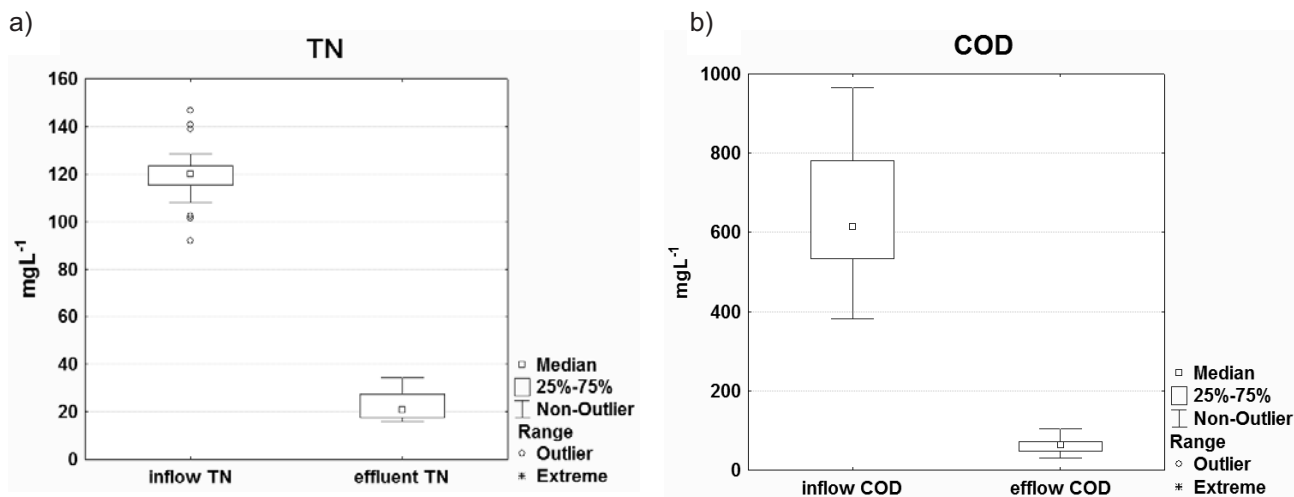 a)
TN
160
140
120
100
80
60
40
20
0
mgL-1
inflow TN
effluent TN
Median
25%-75%
Non-Outlier
Range
Outlier
Extreme
b)
COD
1000
800
600
400
200
0
mgL-1
inflow COD
efflow COD
Median
25%-75%
Non-Outlier
Range
Outlier
Extreme